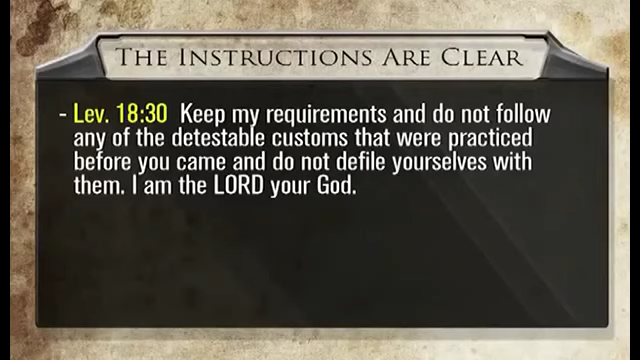 THE INSTRUCTIONS ARE CLEAR
- Lev. 18:30 Keep my requirements and do not follow
any of the detestable customs that were practiced
before you came and do not defile yourselves with
them. I am the LORD your God.